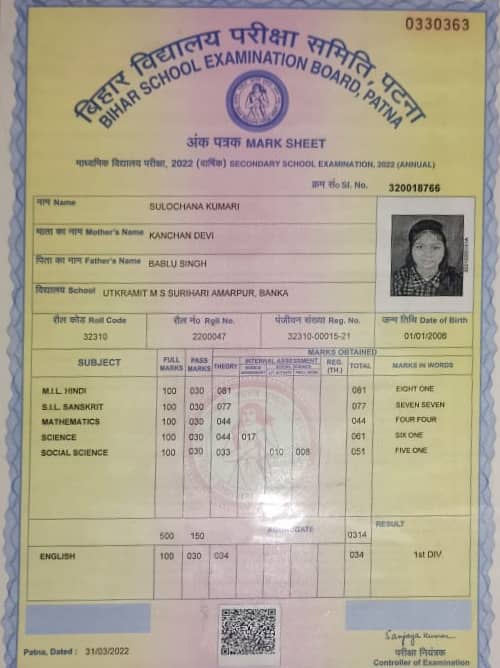 0330363
बिहार विद्यालय परीक्षा समिति, पटना
BIHAR SCHOOL EXAMINATION BOARD, PATNA
अंक पत्रक MARK SHEET
माध्यमिक विद्यालय परीक्षा, 2022 (वार्षिक) SECONDARY SCHOOL EXAMINATION, 2022 (ANNUAL)
क्रम सं० Sl. No. 320018766
नाम Name SULOCHANA KUMARI
माता का नाम Mother's Name KANCHAN DEVI
पिता का नाम Father's Name BABLU SINGH
विद्यालय School UTKRAMIT M S SURIHARI AMARPUR, BANKA
रौल कोड Roll Code रौल नं० Roll No. पंजीयन संख्या Reg. No. जन्म तिथि Date of Birth
32310 2200047 32310-00015-21 01/01/2006
SUBJECT FULL MARKS PASS MARKS MARKS OBTAINED MARKS IN WORDS
THEORY INTERNAL ASSESSMENT REG. (TH.) TOTAL
M.I.L. HINDI 100 030 081 081 EIGHT ONE
S.I.L. SANSKRIT 100 030 077 077 SEVEN SEVEN
MATHEMATICS 100 030 044 044 FOUR FOUR
SCIENCE 100 030 044 017 061 SIX ONE
SOCIAL SCIENCE 100 030 033 010 008 051 FIVE ONE
500 150 AGGREGATE 0314 RESULT
ENGLISH 100 030 034 034 1st DIV.
Patna, Dated : 31/03/2022
Sanjaya Kumar
परीक्षा नियंत्रक
Controller of Examination